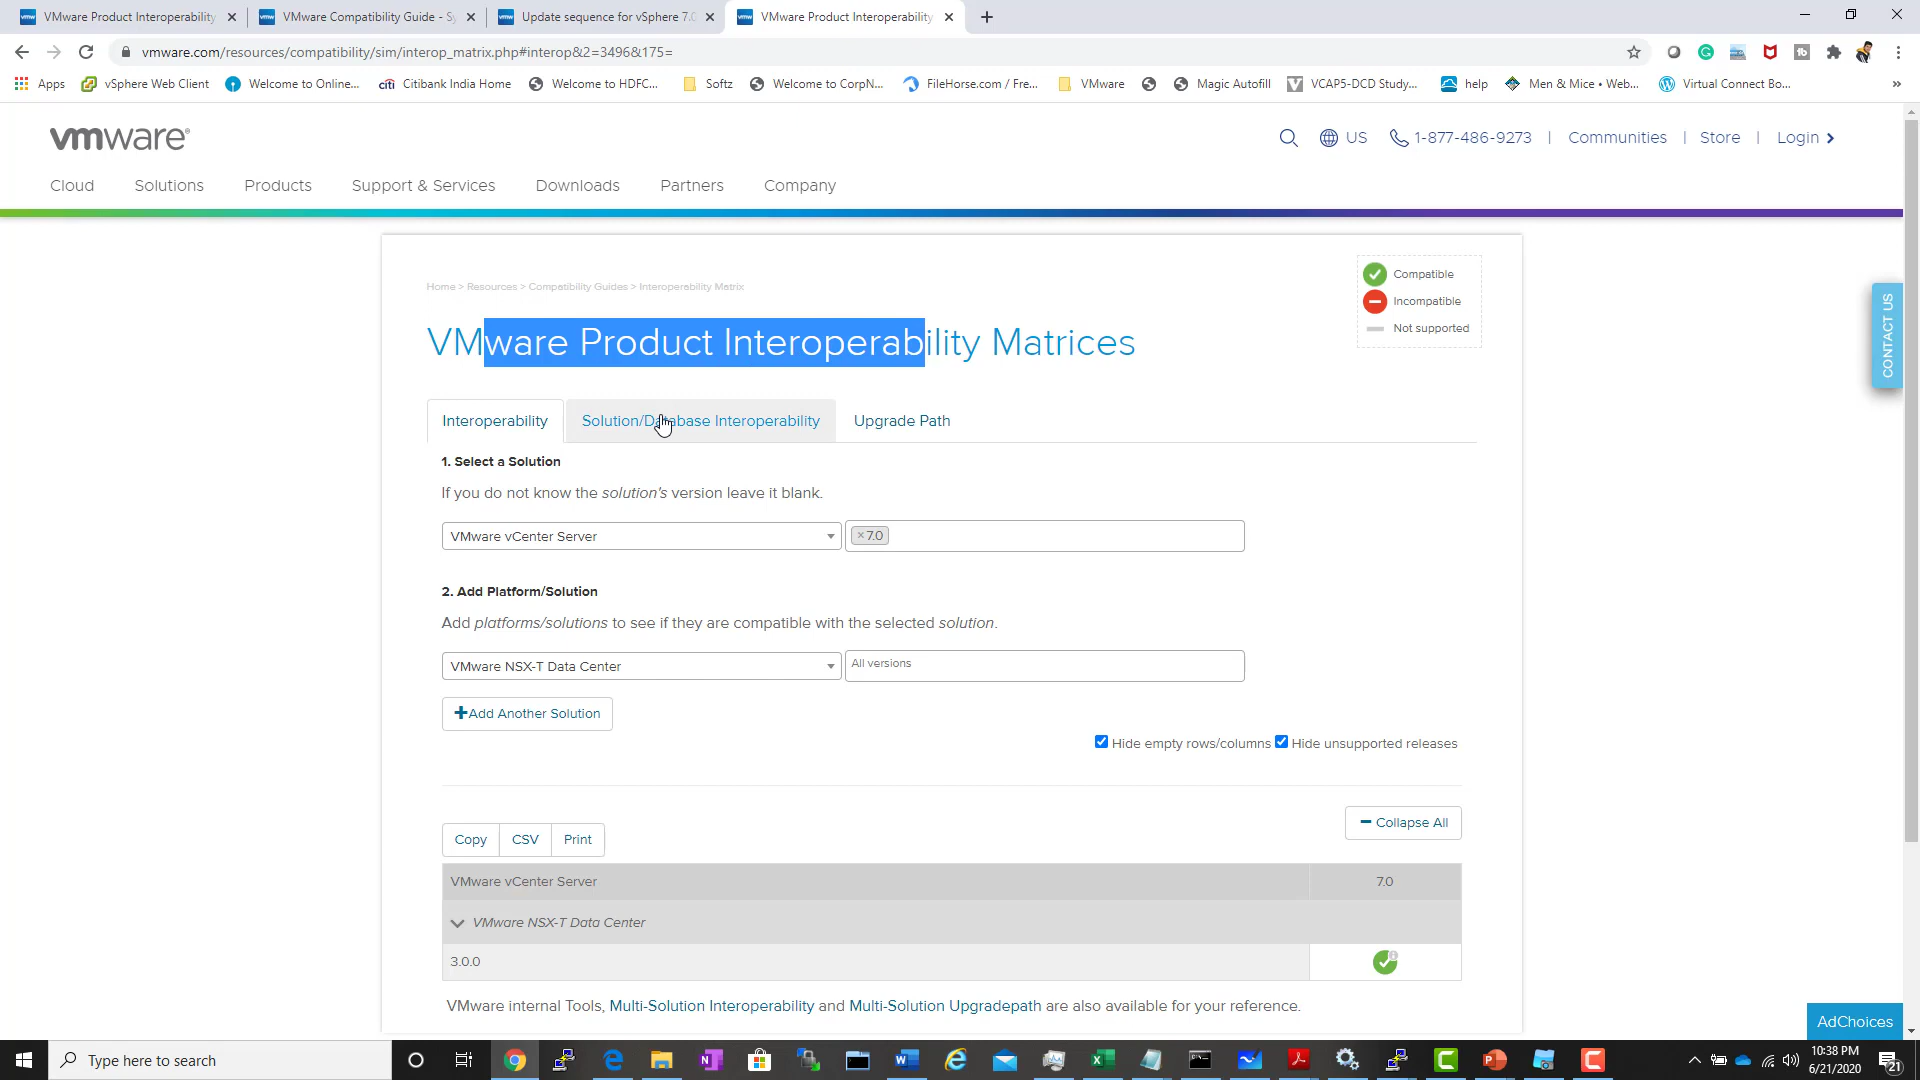 VMware Product Interoperability
VMware Compatibility Guide - Sy
Update sequence for vSphere 7.0
VMware Product Interoperability
vmware.com/resources/compatibility/sim/interop_matrix.php#interop&2=3496&175=
Apps
vSphere Web Client
Welcome to Online...
citi Citibank India Home
Welcome to HDFC...
Softz
Welcome to CorpN...
FileHorse.com / Fre...
VMware
Magic Autofill
VCAP5-DCD Study...
help
Men & Mice • Web...
Virtual Connect Bo...
vmware®
US
1-877-486-9273 | Communities | Store | Login
Cloud Solutions Products Support & Services Downloads Partners Company
Home > Resources > Compatibility Guides > Interoperability Matrix
Compatible
Incompatible
Not supported
CONTACT US
VMware Product Interoperability Matrices
Interoperability Solution/Database Interoperability Upgrade Path
1. Select a Solution
If you do not know the solution's version leave it blank.
VMware vCenter Server ×7.0
2. Add Platform/Solution
Add platforms/solutions to see if they are compatible with the selected solution.
VMware NSX-T Data Center All versions
+Add Another Solution
Hide empty rows/columns Hide unsupported releases
Collapse All
Copy CSV Print
VMware vCenter Server 7.0
VMware NSX-T Data Center
3.0.0
VMware internal Tools, Multi-Solution Interoperability and Multi-Solution Upgradepath are also available for your reference.
AdChoices
Type here to search
10:38 PM
6/21/2020
21